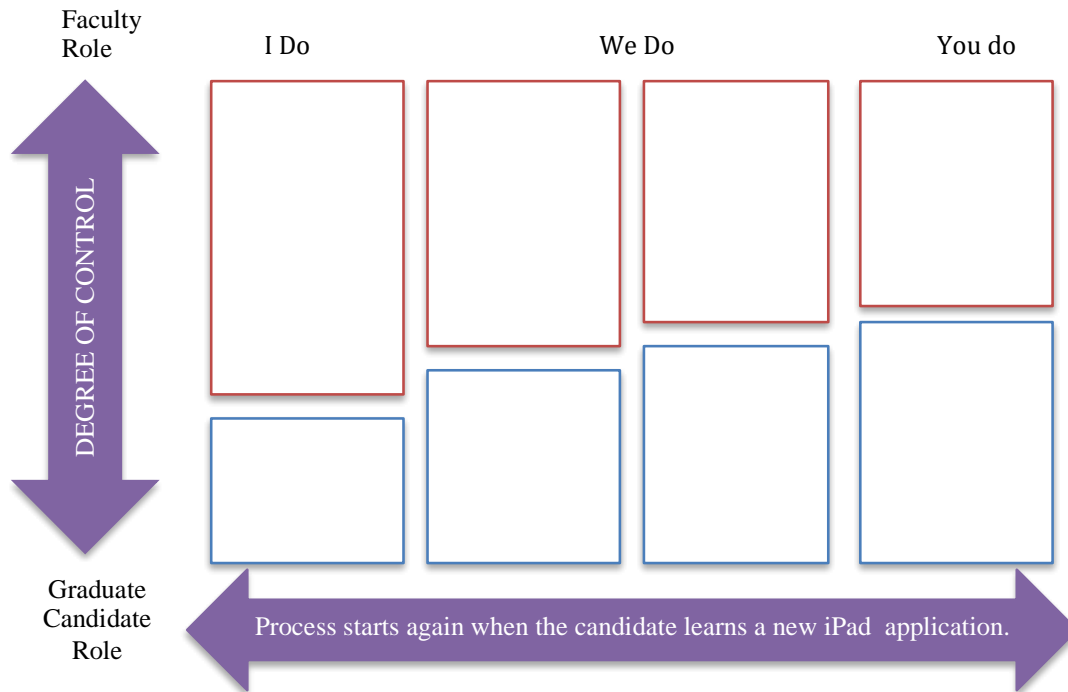 Faculty
Role
I Do
We Do
You do
DEGREE OF CONTROL
Graduate
Candidate
Role
Process starts again when the candidate learns a new iPad application.